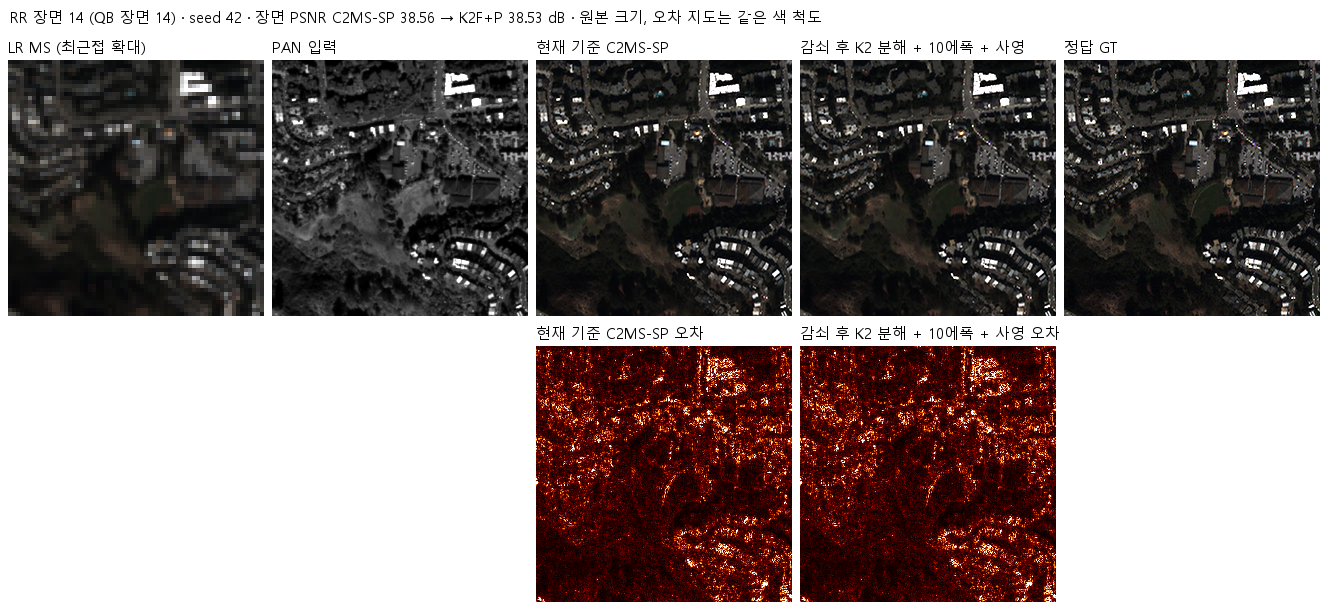 RR 장면 14 (QB 장면 14) · seed 42 · 장면 PSNR C2MS-SP 38.56 → K2F+P 38.53 dB · 원본 크기, 오차 지도는 같은 색 척도
LR MS (최근접 확대)
PAN 입력
현재 기준 C2MS-SP
감쇠 후 K2 분해 + 10에폭 + 사영
정답 GT
현재 기준 C2MS-SP 오차
감쇠 후 K2 분해 + 10에폭 + 사영 오차